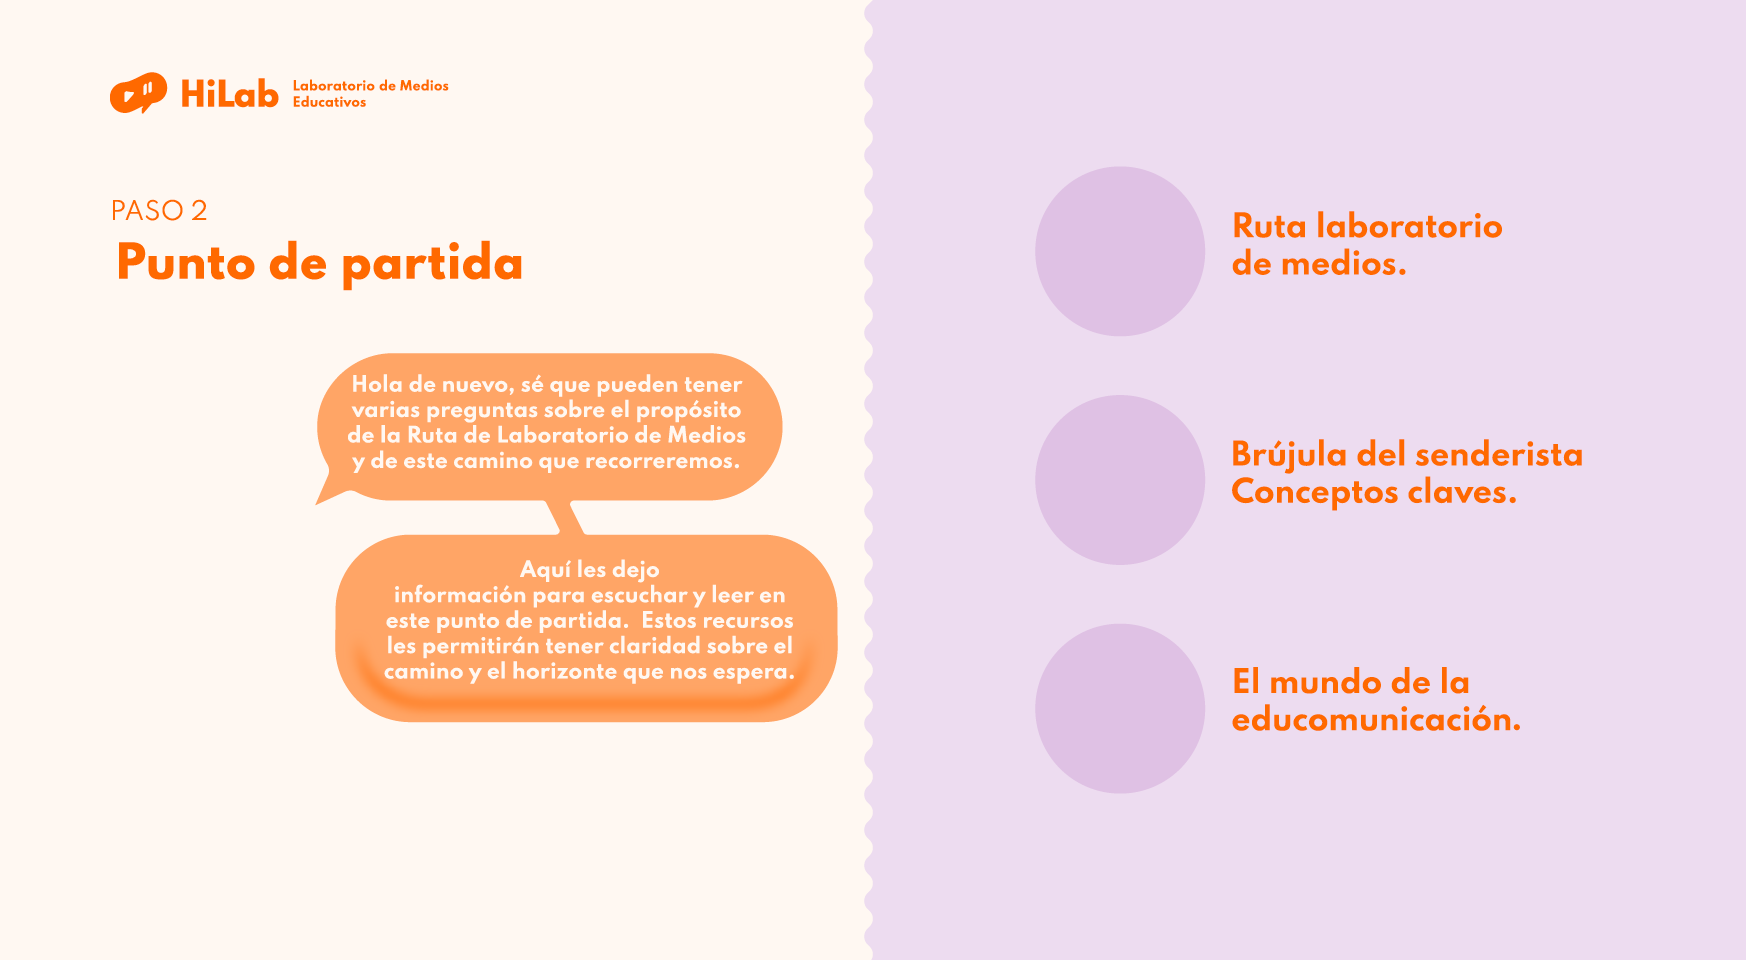 HiLab
Laboratorio de Medios
Educativos
PASO 2
Punto de partida
Hola de nuevo, sé que pueden tener
varias preguntas sobre el propósito
de la Ruta de Laboratorio de Medios
y de este camino que recorreremos.
Aquí les dejo
información para escuchar y leer en
este punto de partida.  Estos recursos
les permitirán tener claridad sobre el
camino y el horizonte que nos espera.
Ruta laboratorio
de medios.
Brújula del senderista
Conceptos claves.
El mundo de la
educomunicación.